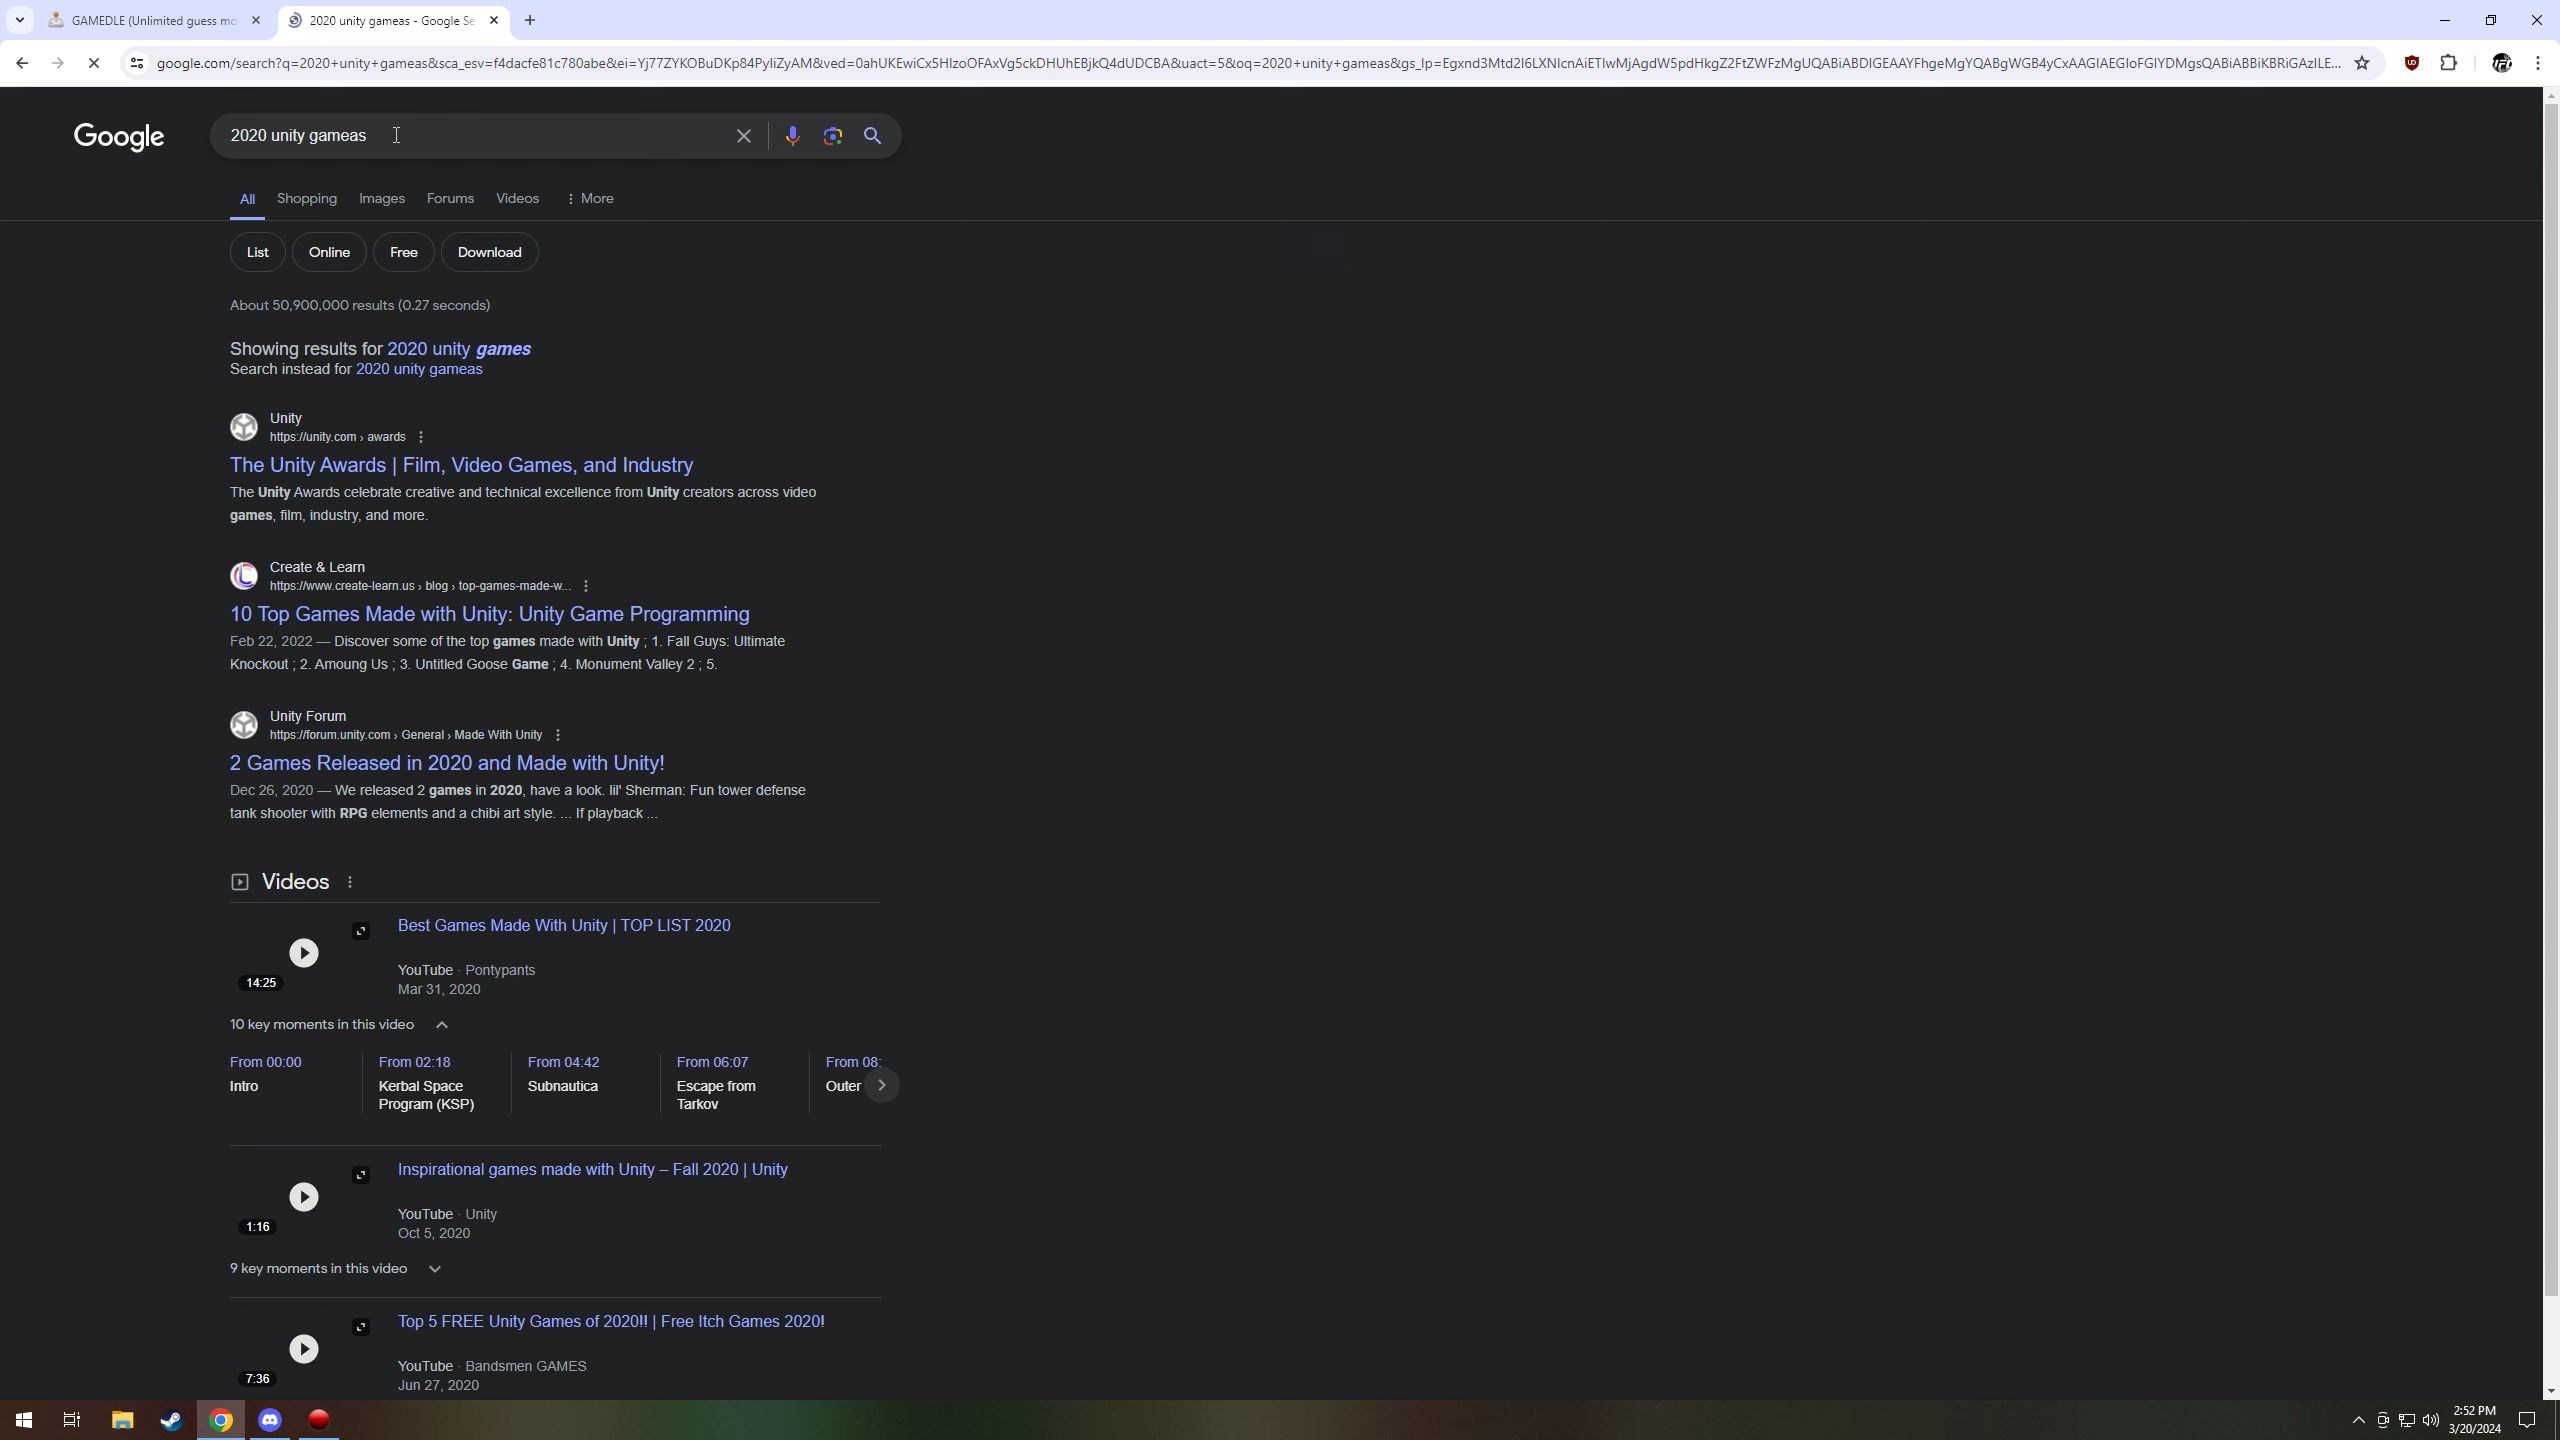 GAMEDLE (Unlimited guess mo
2020 unity gameas - Google Se
google.com/search?q=2020+unity+gameas&sca_esv=f4dacfe81c780abe&ei=Yj77ZYKOBuDKp84PyIiZyAM&ved=0ahUKEwiCx5HIzoOFAxVg5ckDHUhEBjkQ4dUDCBA&uact=5&oq=2020+unity+gameas&gs_lp=Egxnd3Mtd2l6LXNlcnAiETIwMjAgdW5pdHkgZ2FtZWFzMgUQABiABDIGEAAYFhgeMgYQABgWGB4yCxAAGIAEGIoFGIYDMgsQABiABBiKBRiGAzILE...
Google
2020 unity gameas
All Shopping Images Forums Videos More
List Online Free Download
About 50,900,000 results (0.27 seconds)
Showing results for 2020 unity games
Search instead for 2020 unity gameas
Unity
https://unity.com › awards
The Unity Awards | Film, Video Games, and Industry
The Unity Awards celebrate creative and technical excellence from Unity creators across video
games, film, industry, and more.
Create & Learn
https://www.create-learn.us › blog › top-games-made-w...
10 Top Games Made with Unity: Unity Game Programming
Feb 22, 2022 — Discover some of the top games made with Unity ; 1. Fall Guys: Ultimate
Knockout ; 2. Amoung Us ; 3. Untitled Goose Game ; 4. Monument Valley 2 ; 5.
Unity Forum
https://forum.unity.com › General › Made With Unity
2 Games Released in 2020 and Made with Unity!
Dec 26, 2020 — We released 2 games in 2020, have a look. lil' Sherman: Fun tower defense
tank shooter with RPG elements and a chibi art style. ... If playback ...
Videos
Best Games Made With Unity | TOP LIST 2020
14:25
YouTube · Pontypants
Mar 31, 2020
10 key moments in this video
From 00:00 From 02:18 From 04:42 From 06:07 From 08:
Intro Kerbal Space Subnautica Escape from Outer
Program (KSP) Tarkov
Inspirational games made with Unity – Fall 2020 | Unity
1:16
YouTube · Unity
Oct 5, 2020
9 key moments in this video
Top 5 FREE Unity Games of 2020!! | Free Itch Games 2020!
7:36
YouTube · Bandsmen GAMES
Jun 27, 2020
2:52 PM
3/20/2024